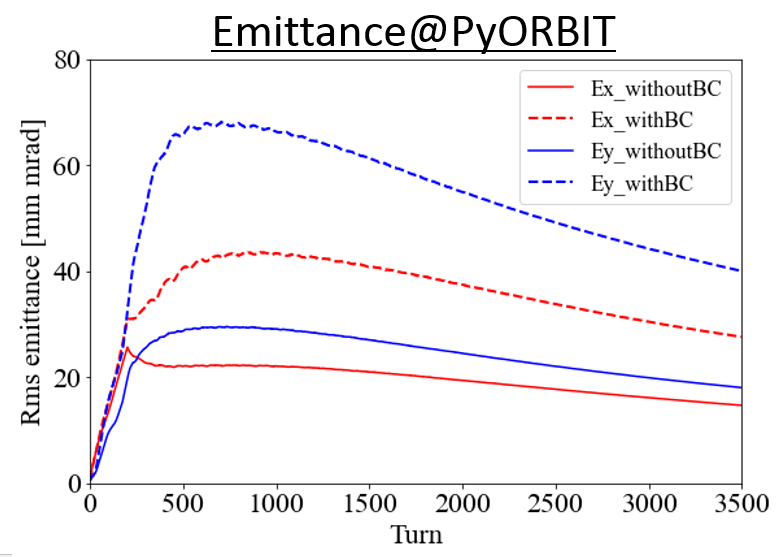 Emittance@PyORBIT
Rms emittance [mm mrad]
80
60
40
20
0
Ex_withoutBC
Ex_withBC
Ey_withoutBC
Ey_withBC
0 500 1000 1500 2000 2500 3000 3500
Turn